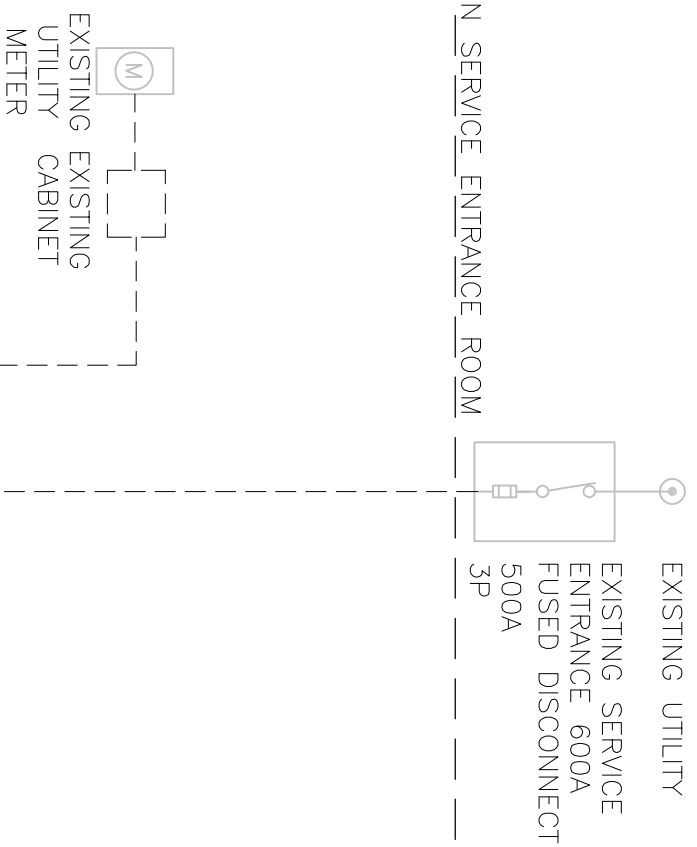 EXISTING UTILITY
EXISTING SERVICE
ENTRANCE 600A
FUSED DISCONNECT
500A
3P
N SERVICE ENTRANCE ROOM
M
EXISTING
UTILITY
METER
EXISTING
CABINET